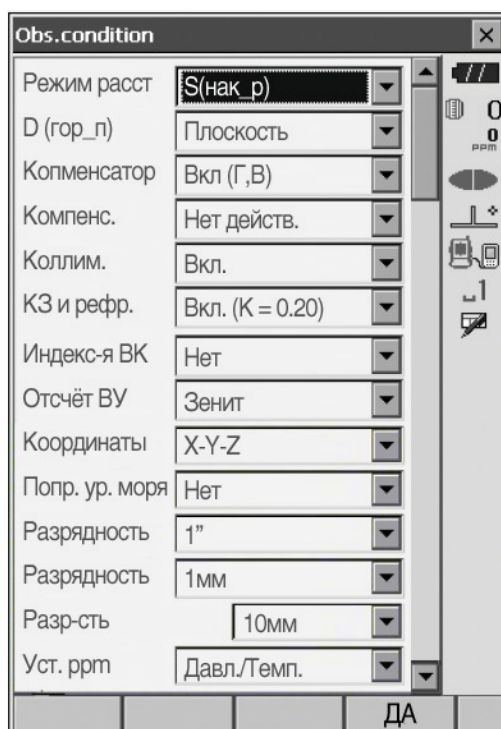 Obs.condition
Режим расст S(нак_р)
D (гор_п) Плоскость
Копменсатор Вкл (Г,В)
Компенс. Нет действ.
Коллим. Вкл.
КЗ и рефр. Вкл. (K = 0.20)
Индекс-я ВК Нет
Отсчёт ВУ Зенит
Координаты X-Y-Z
Попр. ур. моря Нет
Разрядность 1”
Разрядность 1мм
Разр-сть 10мм
Уст. ppm Давл./Темп.
0
0
PPM
1
ДА